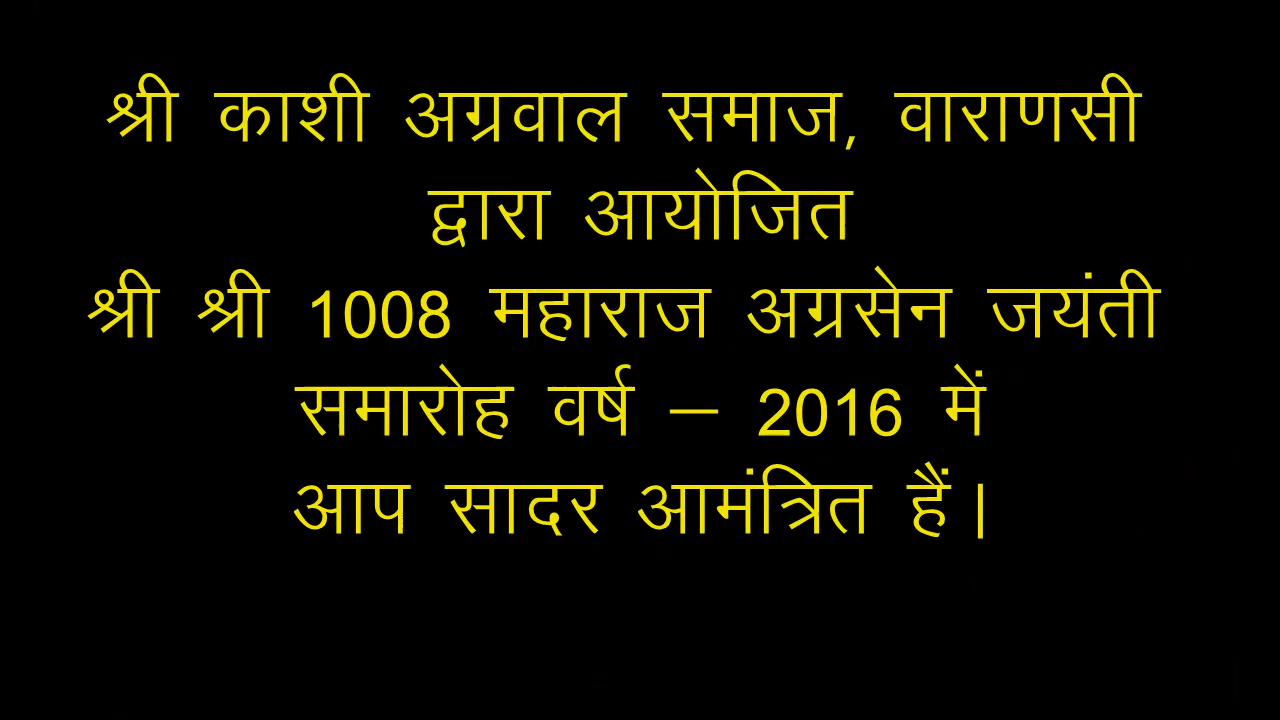 श्री काशी अग्रवाल समाज, वाराणसी
द्वारा आयोजित
श्री श्री 1008 महाराज अग्रसेन जयंती
समारोह वर्ष – 2016 में
आप सादर आमंत्रित हैं।